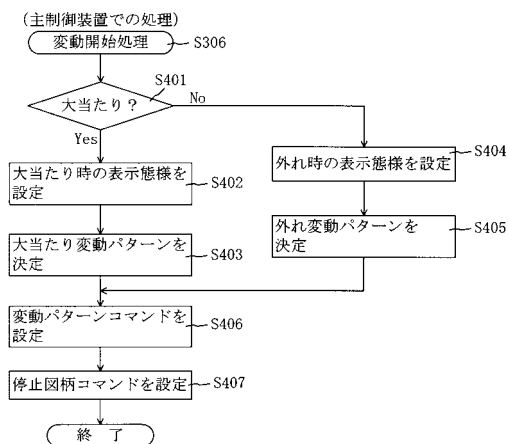 (主制御装置での処理)
変動開始処理
S306
S401
大当たり?
No
Yes
S404
大当たり時の表示態様を
設定
S402
外れ時の表示態様を設定
大当たり変動パターンを
決定
S403
外れ変動パターンを
決定
S405
変動パターンコマンドを
設定
S406
停止図柄コマンドを設定
S407
終 了